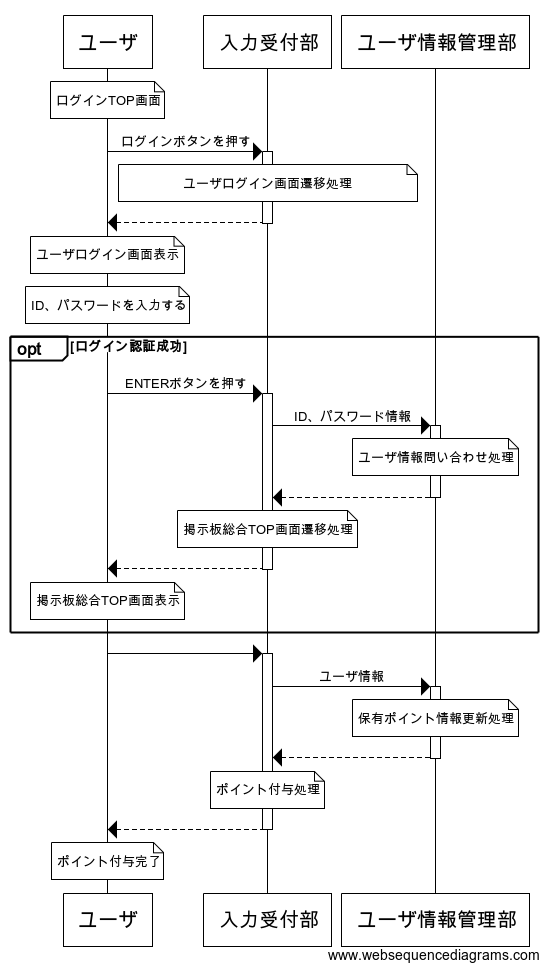 ユーザ
入力受付部
ユーザ情報管理部
ログインTOP画面
ログインボタンを押す
ユーザログイン画面遷移処理
ユーザログイン画面表示
ID、パスワードを入力する
opt
[ログイン認証成功]
ENTERボタンを押す
ID、パスワード情報
ユーザ情報問い合わせ処理
掲示板総合TOP画面遷移処理
掲示板総合TOP画面表示
ユーザ情報
保有ポイント情報更新処理
ポイント付与処理
ポイント付与完了
ユーザ
入力受付部
ユーザ情報管理部
www.websequencediagrams.com